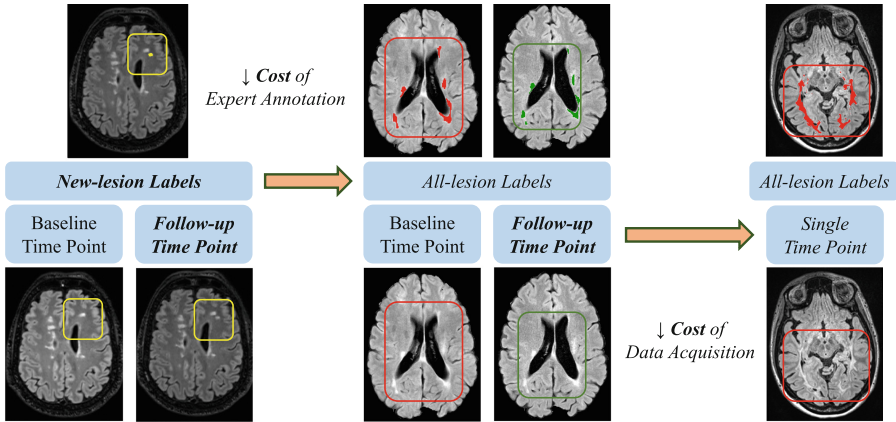 ↓ Cost of
Expert Annotation
New-lesion Labels
All-lesion Labels
All-lesion Labels
Baseline
Time Point
Follow-up
Time Point
Baseline
Time Point
Follow-up
Time Point
Single
Time Point
↓ Cost of
Data Acquisition